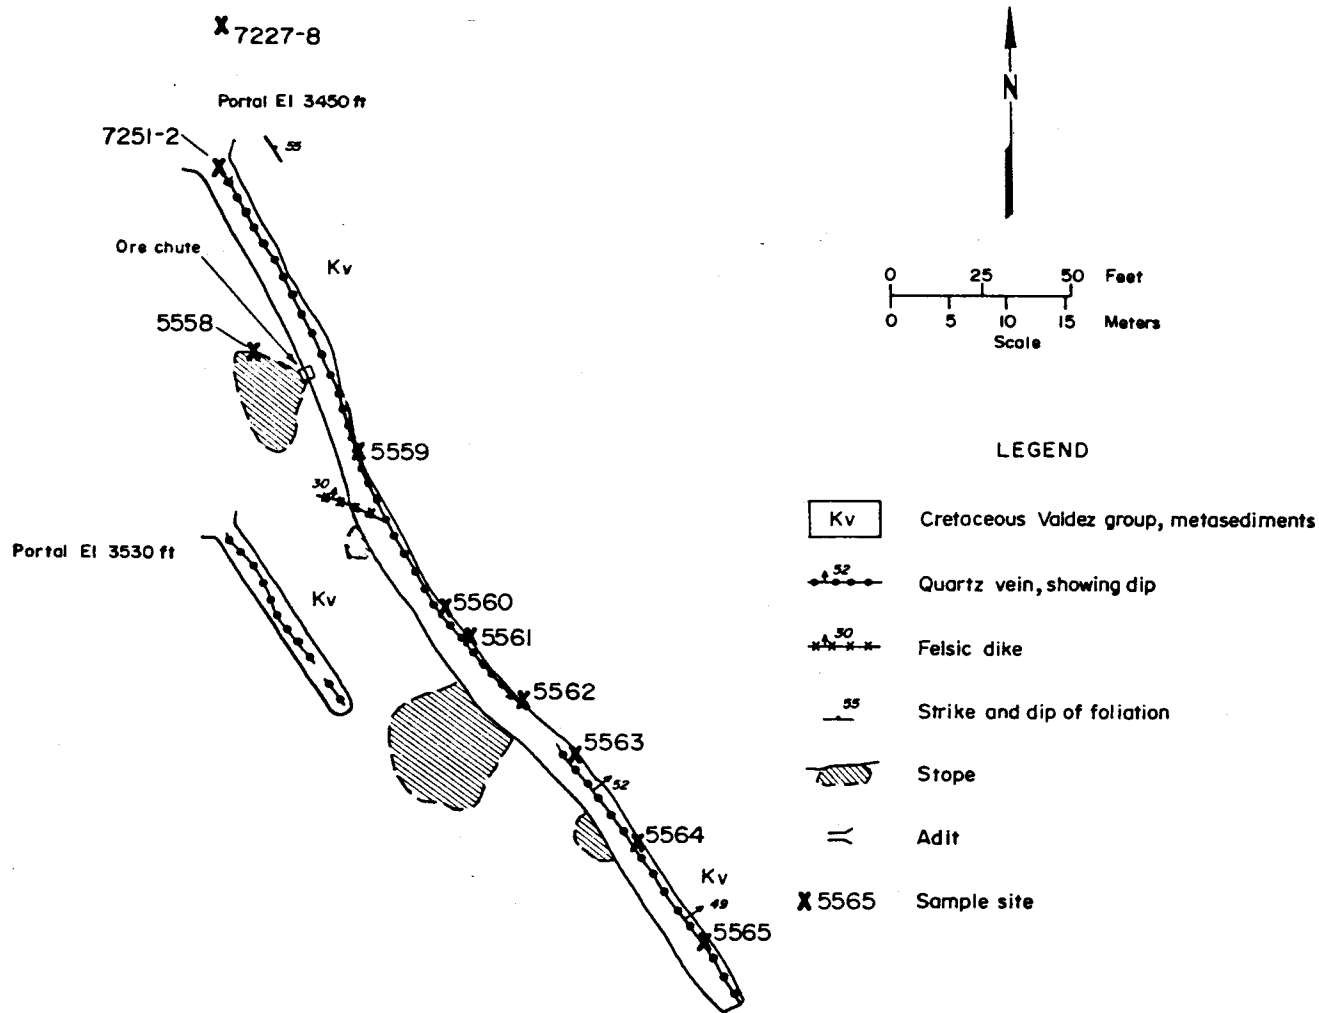 7227-8
Portal El 3450 ft
7251-2
55
N
Ore chute
Kv
0 25 50 Feet
0 5 10 15 Meters
Scale
5558
5559
30
Portal El 3530 ft
Kv
5560
5561
5562
5563
52
5564
Kv
49
5565
LEGEND
Kv Cretaceous Valdez group, metasediments
52 Quartz vein, showing dip
30 Felsic dike
55 Strike and dip of foliation
Stope
Adit
X 5565 Sample site